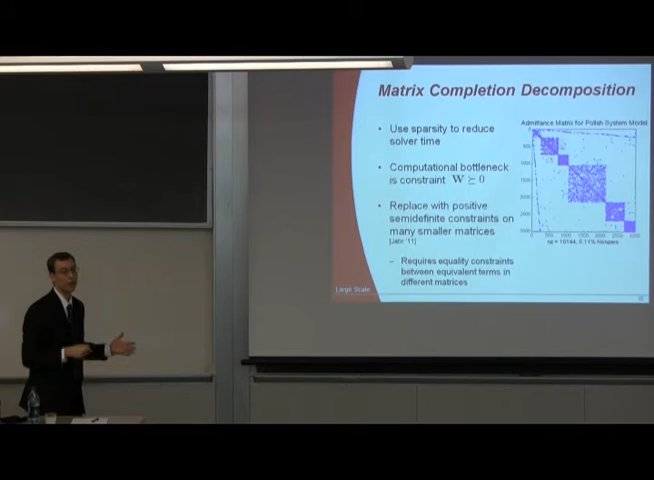 Matrix Completion Decomposition
• Use sparsity to reduce
solver time
• Computational bottleneck
is constraint W ⪰ 0
• Replace with positive
semidefinite constraints on
many smaller matrices
– Requires equality constraints
between equivalent terms in
different matrices
Admittance Matrix for Polish System Model
Large Scale